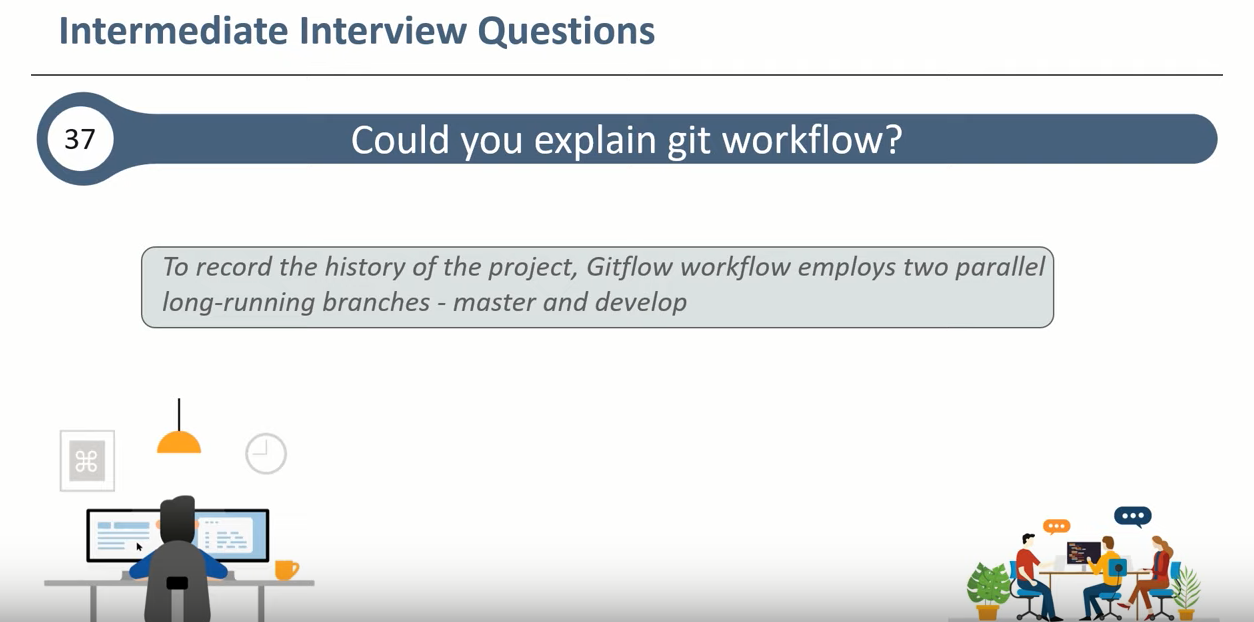 Intermediate Interview Questions
37
Could you explain git workflow?
To record the history of the project, Gitflow workflow employs two parallel
long-running branches - master and develop